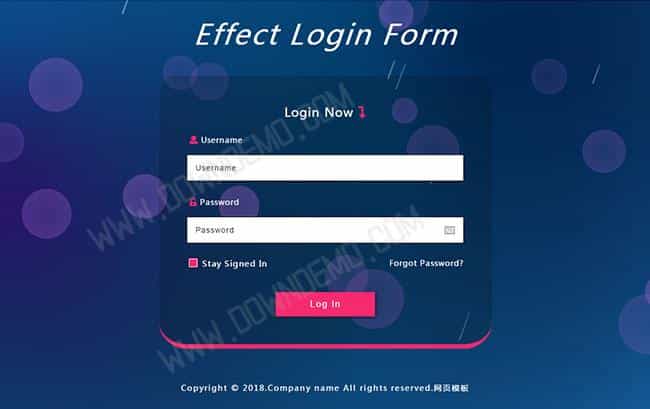 Effect Login Form
Login Now
Username
Username
Password
Password
Stay Signed In Forgot Password?
Log In
Copyright © 2018.Company name All rights reserved.网页模板
WWW.DOWNDEMO.COM
WWW.DOWNDEMO.COM